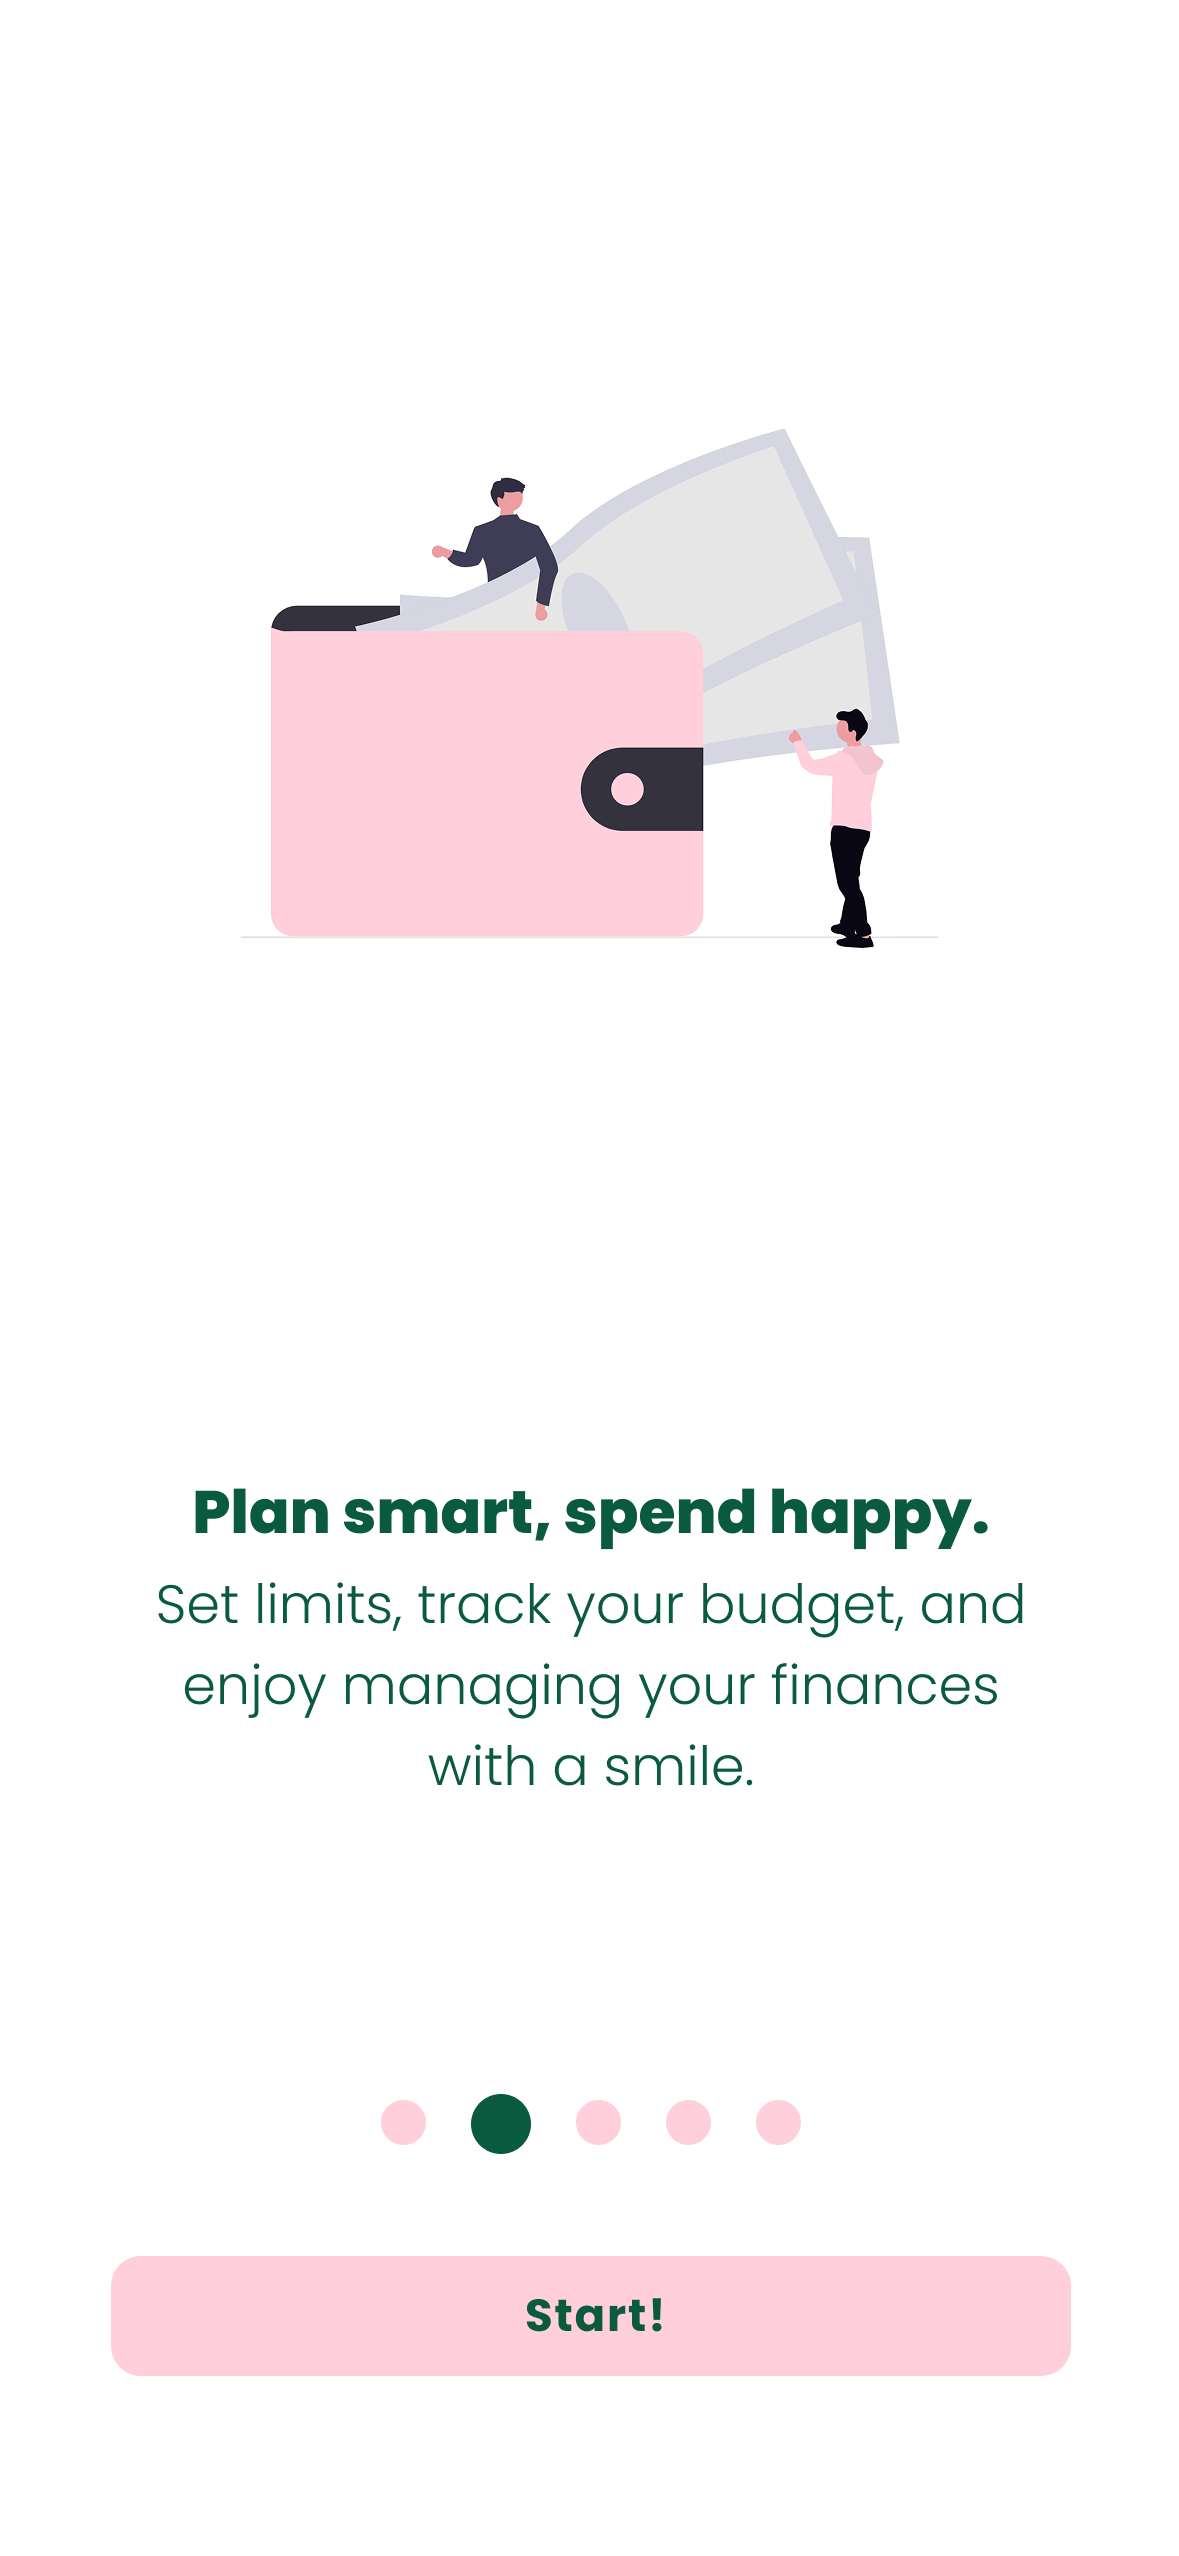 Plan smart, spend happy.
Set limits, track your budget, and
enjoy managing your finances
with a smile.
Start!